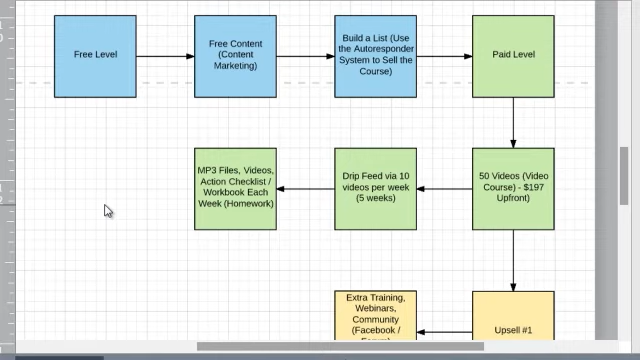 Free Level
Free Content
(Content
Marketing)
Build a List (Use
the Autoresponder
System to Sell the
Course)
Paid Level
MP3 Files, Videos,
Action Checklist /
Workbook Each
Week (Homework)
Drip Feed via 10
videos per week
(5 weeks)
50 Videos (Video
Course) - $197
Upfront)
Extra Training,
Webinars,
Community
(Facebook /
Upsell #1